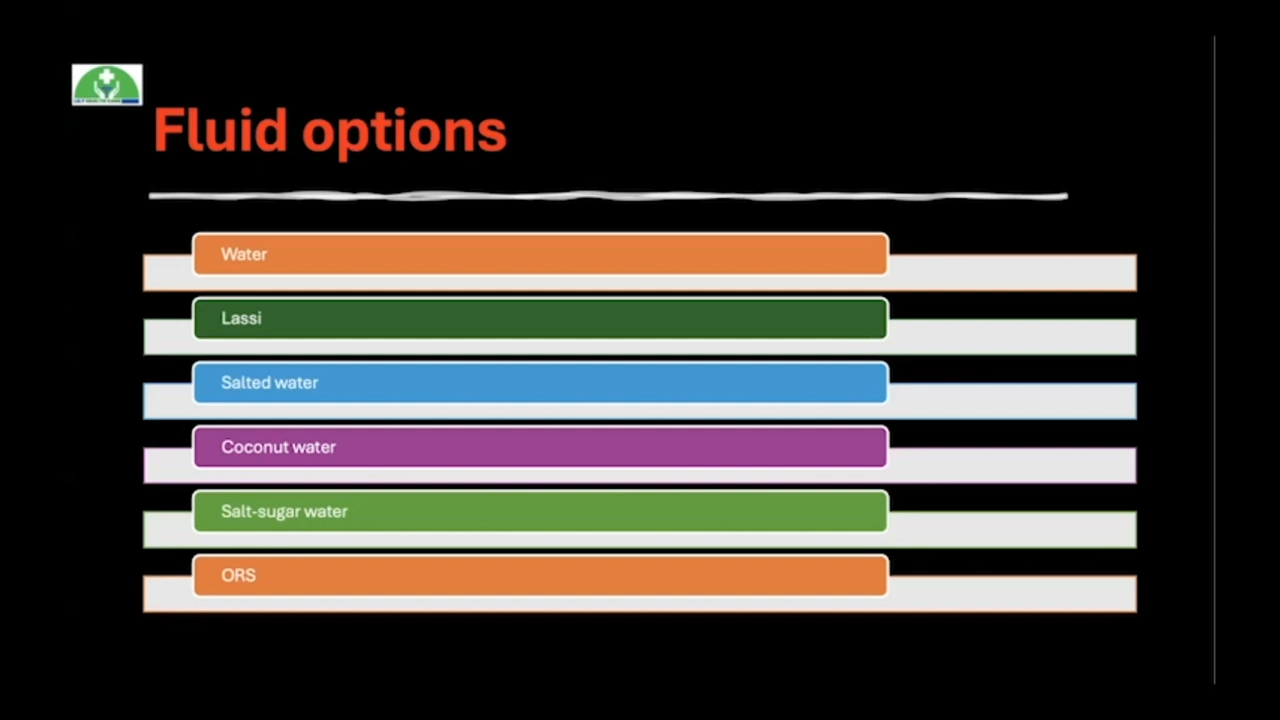 Fluid options
Water
Lassi
Salted water
Coconut water
Salt-sugar water
ORS